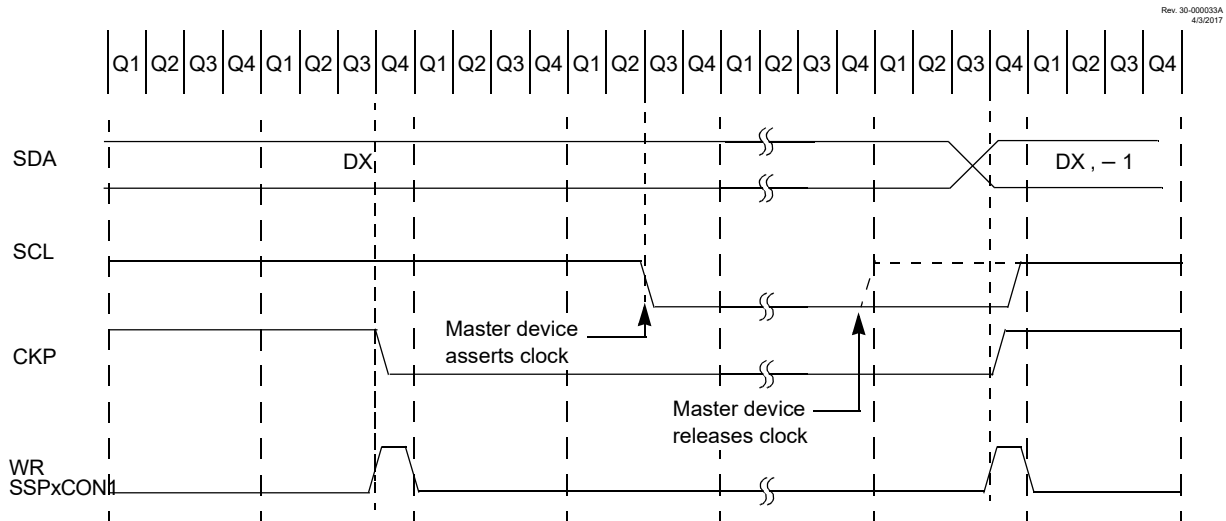 Rev. 30-000033A
4/3/2017
Q1 Q2 Q3 Q4 Q1 Q2 Q3 Q4 Q1 Q2 Q3 Q4 Q1 Q2 Q3 Q4 Q1 Q2 Q3 Q4 Q1 Q2 Q3 Q4 Q1 Q2 Q3 Q4
SDA
DX
DX , – 1
SCL
Master device
asserts clock
CKP
Master device
releases clock
WR
SSPxCON1